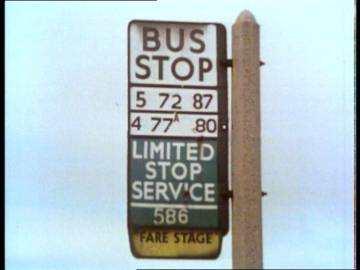 BUS
STOP
5 72 87
4 77A 80
LIMITED
STOP
SERVICE
586
FARE STAGE